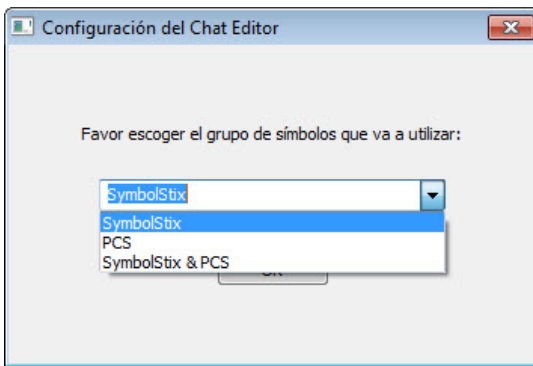 Configuración del Chat Editor
Favor escoger el grupo de símbolos que va a utilizar:
SymbolStix
SymbolStix
PCS
SymbolStix & PCS